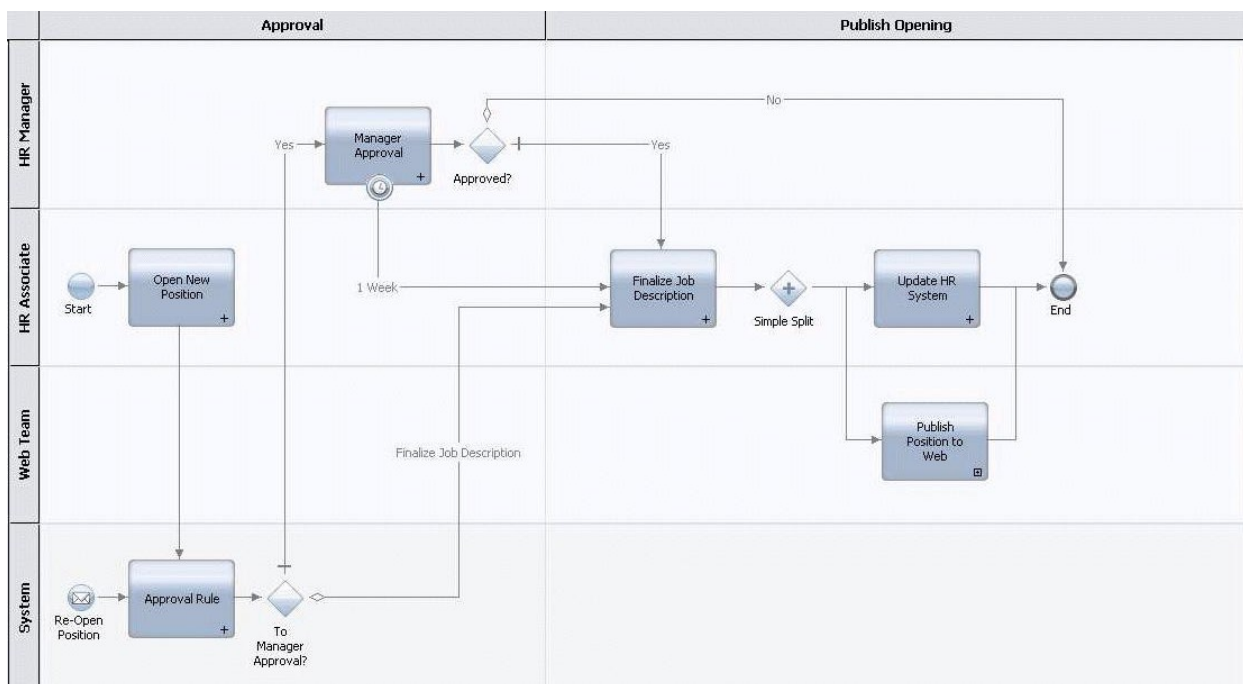 Approval
Publish Opening
HR Manager
Manager
Approval
Approved?
Yes
No
Yes
HR Associate
Start
Open New
Position
1 Week
Finalize Job
Description
Simple Split
Update HR
System
End
Web Team
Finalize Job Description
Publish
Position to
Web
System
Re-Open
Position
Approval Rule
To
Manager
Approval?